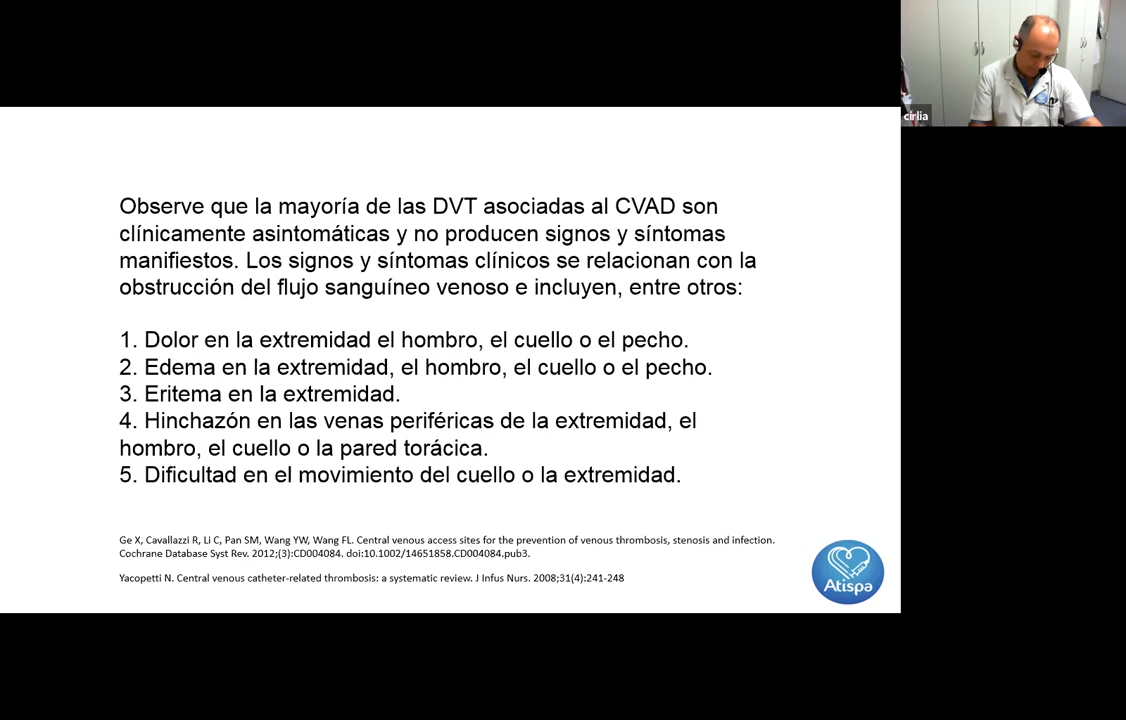 círlia
Observe que la mayoría de las DVT asociadas al CVAD son
clínicamente asintomáticas y no producen signos y síntomas
manifiestos. Los signos y síntomas clínicos se relacionan con la
obstrucción del flujo sanguíneo venoso e incluyen, entre otros:
1. Dolor en la extremidad el hombro, el cuello o el pecho.
2. Edema en la extremidad, el hombro, el cuello o el pecho.
3. Eritema en la extremidad.
4. Hinchazón en las venas periféricas de la extremidad, el
hombro, el cuello o la pared torácica.
5. Dificultad en el movimiento del cuello o la extremidad.
Ge X, Cavallazzi R, Li C, Pan SM, Wang YW, Wang FL. Central venous access sites for the prevention of venous thrombosis, stenosis and infection.
Cochrane Database Syst Rev. 2012;(3):CD004084. doi:10.1002/14651858.CD004084.pub3.
Yacopetti N. Central venous catheter-related thrombosis: a systematic review. J Infus Nurs. 2008;31(4):241-248
Atispa